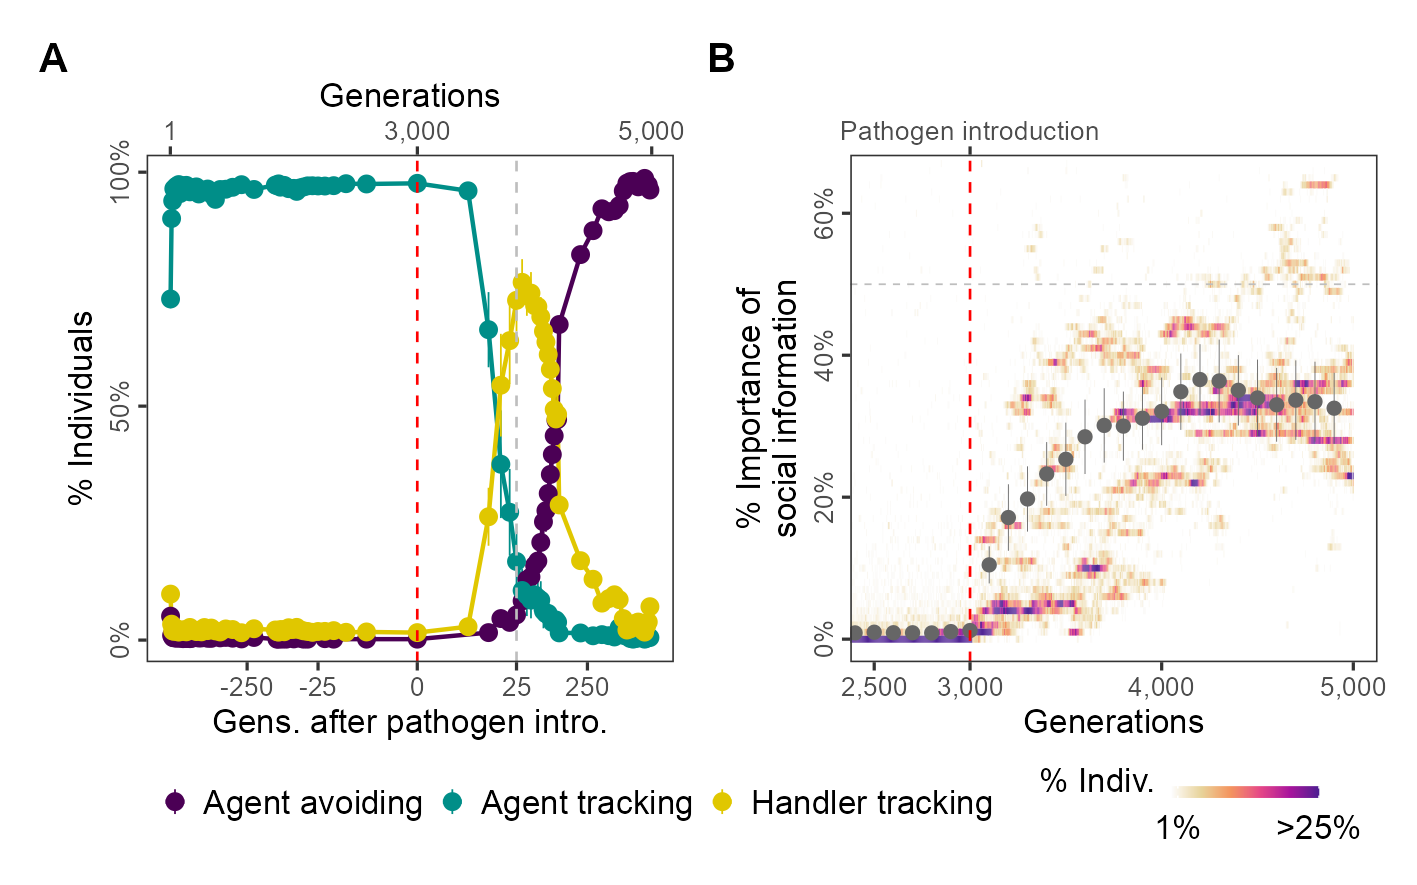 A
Generations
1 3,000 5,000
100%
50%
0%
% Individuals
-250 -25 0 25 250
Gens. after pathogen intro.
B
Pathogen introduction
60%
40%
20%
0%
% Importance of
social information
2,500 3,000 4,000 5,000
Generations
Agent avoiding Agent tracking Handler tracking
% Indiv.
1% >25%